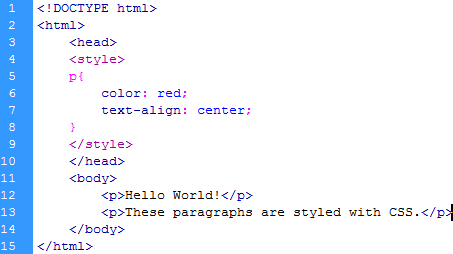 1 <!DOCTYPE html>
2 <html>
3 <head>
4 <style>
5 p{
6 color: red;
7 text-align: center;
8 }
9 </style>
10 </head>
11 <body>
12 <p>Hello World!</p>
13 <p>These paragraphs are styled with CSS.</p>
14 </body>
15 </html>